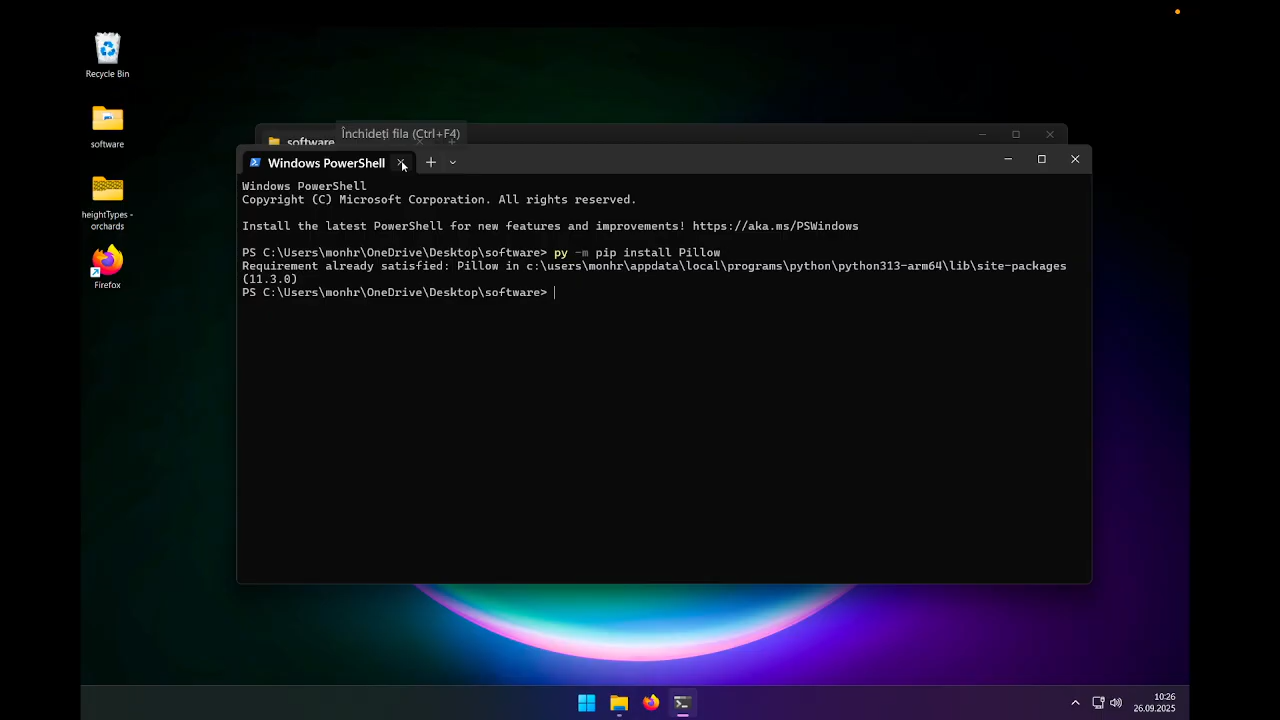 Recycle Bin
software
heightTypes -
orchards
Firefox
Închideți fila (Ctrl+F4)
software
Windows PowerShell
Windows PowerShell
Copyright (C) Microsoft Corporation. All rights reserved.
Install the latest PowerShell for new features and improvements! https://aka.ms/PSWindows
PS C:\Users\monhr\OneDrive\Desktop\software> py -m pip install Pillow
Requirement already satisfied: Pillow in c:\users\monhr\appdata\local\programs\python\python313-arm64\lib\site-packages
(11.3.0)
PS C:\Users\monhr\OneDrive\Desktop\software>
10:26
26.09.2025